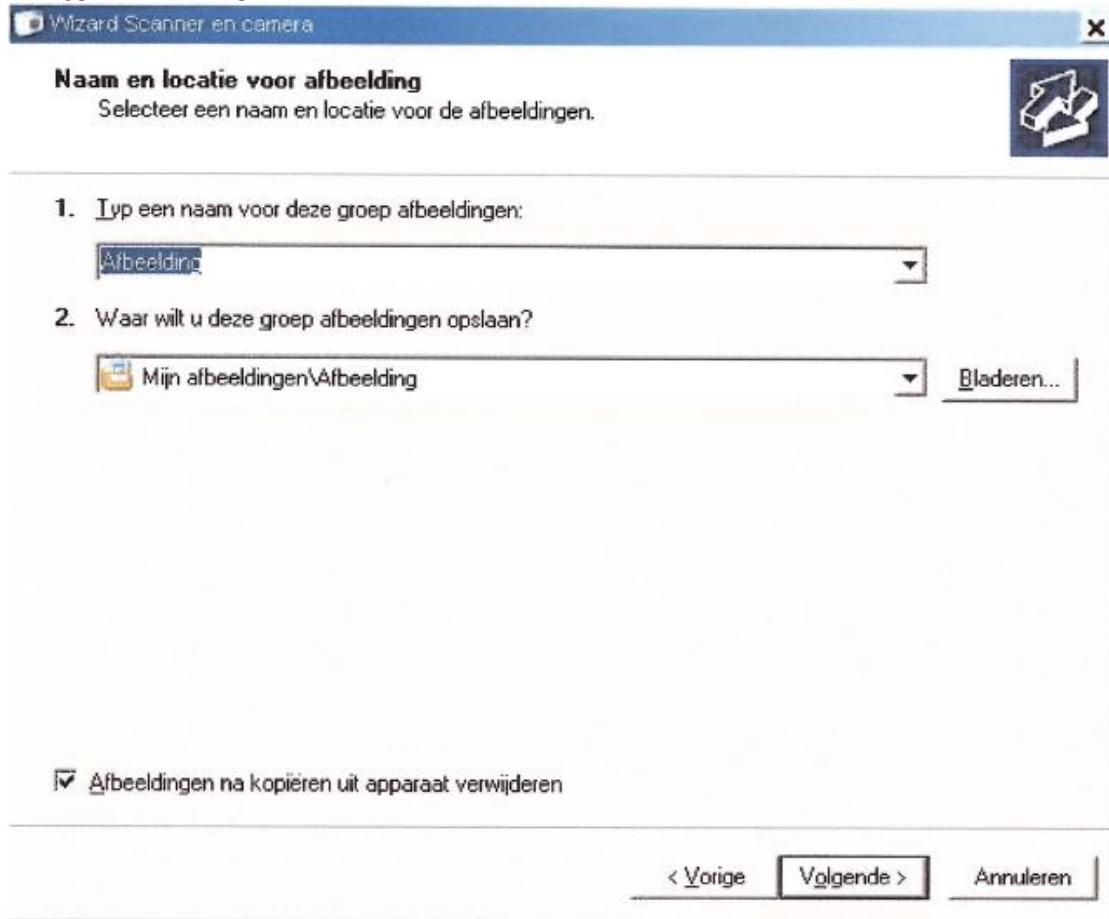 Wizard Scanner en camera
Naam en locatie voor afbeelding
Selecteer een naam en locatie voor de afbeeldingen.
1. Typ een naam voor deze groep afbeeldingen:
Afbeelding
2. Waar wilt u deze groep afbeeldingen opslaan?
Mijn afbeeldingen\Afbeelding
Bladeren...
Afbeeldingen na kopiëren uit apparaat verwijderen
< Vorige
Volgende >
Annuleren